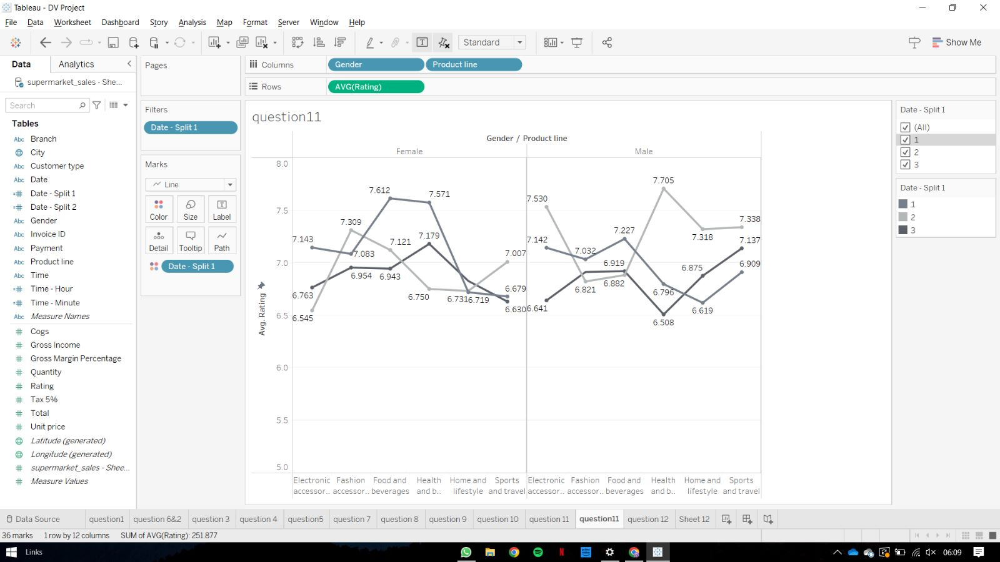 Tableau - DV Project
File Data Worksheet Dashboard Story Analysis Map Format Server Window Help
Standard
Show Me
Data Analytics
supermarket_sales - She...
Search
Tables
Abc Branch
City
Abc Customer type
Abc Date
=# Date - Split 1
=# Date - Split 2
Abc Gender
Abc Invoice ID
Abc Payment
Abc Product line
Abc Time
=# Time - Hour
=# Time - Minute
Abc Measure Names
# Cogs
# Gross Income
# Gross Margin Percentage
# Quantity
# Rating
# Tax 5%
# Total
# Unit price
Latitude (generated)
Longitude (generated)
# supermarket_sales - Shee...
# Measure Values
Pages
Filters
Date - Split 1
Marks
Line
Color Size Label
Detail Tooltip Path
Date - Split 1
Columns Gender Product line
Rows AVG(Rating)
question11
Gender / Product line
Female Male
8.0
7.5
7.0
6.5
6.0
5.5
5.0
Avg. Rating
7.143
6.763
6.545
7.309
7.083
6.954
7.612
7.121
6.943
7.571
7.179
6.750
6.731
6.719
7.007
6.679
6.630
7.530
7.142
6.641
7.032
6.821
7.227
6.919
6.882
7.705
6.796
6.508
7.318
6.875
6.619
7.338
7.137
6.909
Electronic Fashion Food and Health Home and Sports Electronic Fashion Food and Health Home and Sports
accessor.. accessor.. beverages and b.. lifestyle and travel accessor.. accessor.. beverages and b.. lifestyle and travel
Date - Split 1
(All)
1
2
3
Date - Split 1
1
2
3
Data Source question1 question 6&2 question 3 question 4 question5 question 7 question 8 question 9 question 10 question 11 question11 question 12 Sheet 12
36 marks 1 row by 12 columns SUM of AVG(Rating): 251.877
Links
06:09